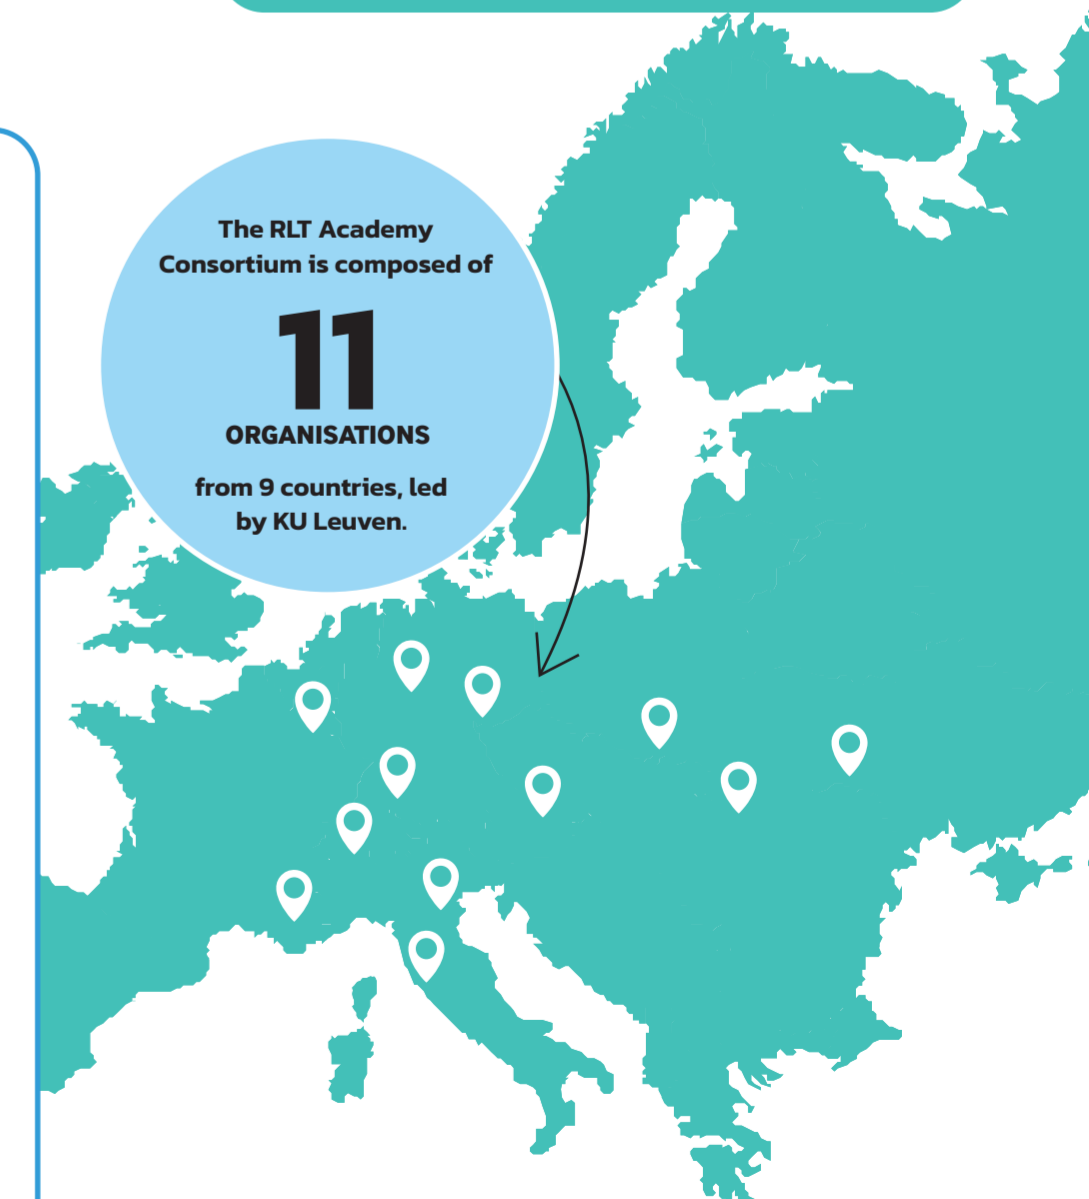 The RLT Academy
Consortium is composed of
11
ORGANISATIONS
from 9 countries, led
by KU Leuven.